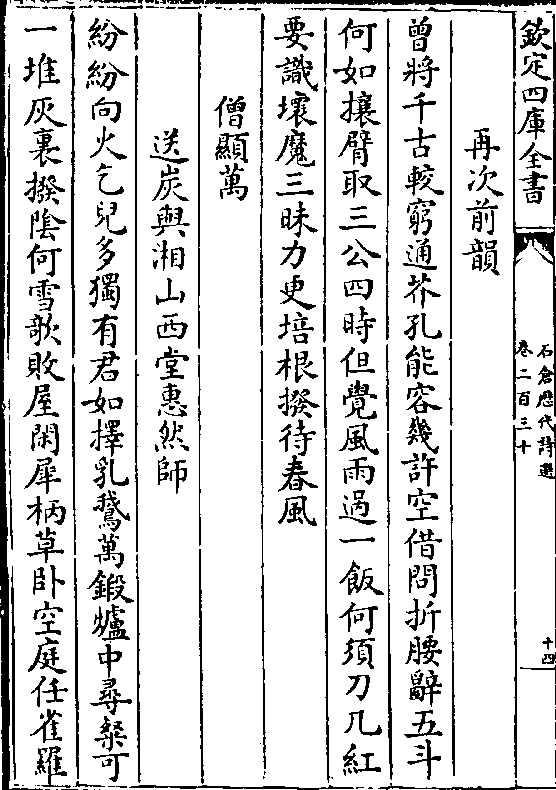 欽定四庫全書
石倉歷代詩選
卷二百三十
十四
再次前韻
曾將千古較窮通芥孔能容幾許空借問折腰辭五斗
何如攘臂取三公四時但覺風雨過一飯何須刀几紅
要識壞魔三昧力更培根撥待春風
僧顯萬
送炭與湘山西堂惠然師
紛紛向火乞兒多獨有君如擇乳鵞萬鍛爐中尋粲可
一堆灰裏撥陰何雪歌敗屋閑犀柄草卧空庭任雀羅